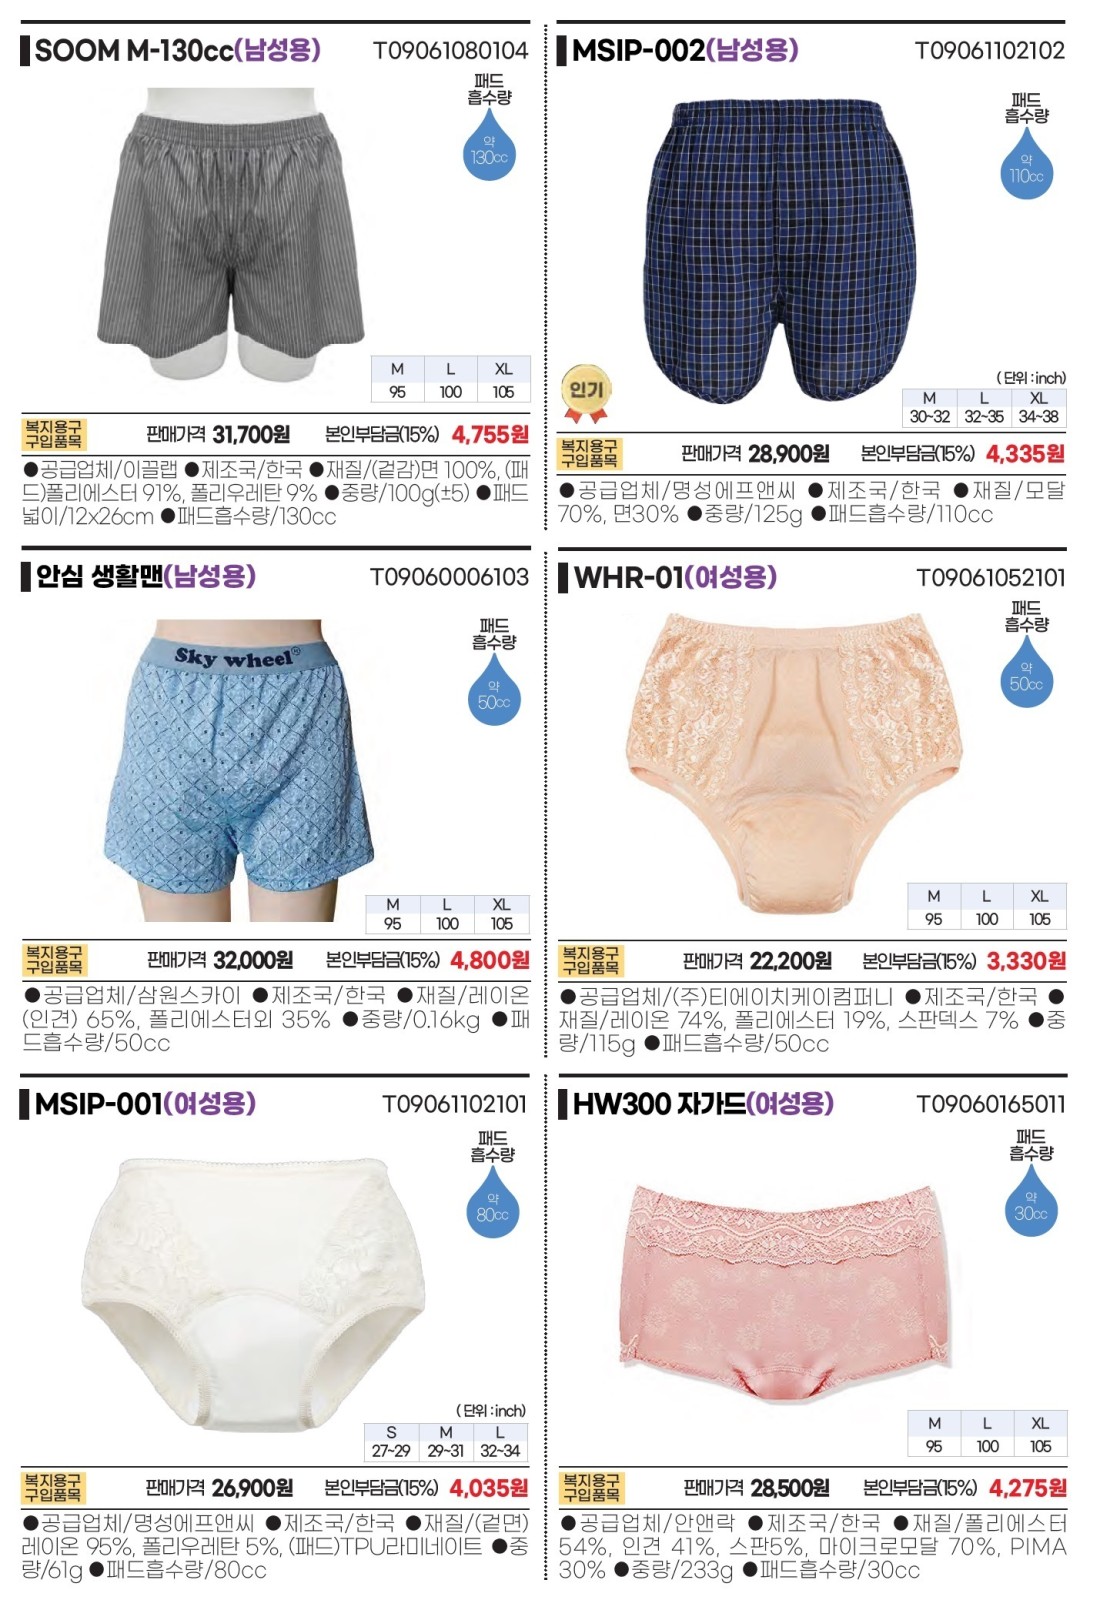 SOOM M-130cc(남성용) T09061080104
패드
흡수량
약
130cc
M L XL
95 100 105
복지용구
구입품목
판매가격 31,700원 본인부담금(15%) 4,755원
●공급업체/이끌랩 ●제조국/한국 ●재질/(겉감)면 100%, (패
드)폴리에스터 91%, 폴리우레탄 9% ●중량/100g(±5) ●패드
넓이/12x26cm ●패드흡수량/130cc
MSIP-002(남성용) T09061102102
패드
흡수량
약
110cc
인기
( 단위 : inch)
M L XL
30~32 32~35 34~38
복지용구
구입품목
판매가격 28,900원 본인부담금(15%) 4,335원
●공급업체/명성에프앤씨 ●제조국/한국 ●재질/모달
70%, 면30% ●중량/125g ●패드흡수량/110cc
안심 생활맨(남성용) T09060006103
패드
흡수량
약
50cc
Sky wheel®
M L XL
95 100 105
복지용구
구입품목
판매가격 32,000원 본인부담금(15%) 4,800원
●공급업체/삼원스카이 ●제조국/한국 ●재질/레이온
(인견) 65%, 폴리에스터외 35% ●중량/0.16kg ●패
드흡수량/50cc
WHR-01(여성용) T09061052101
패드
흡수량
약
50cc
M L XL
95 100 105
복지용구
구입품목
판매가격 22,200원 본인부담금(15%) 3,330원
●공급업체/(주)티에이치케이컴퍼니 ●제조국/한국 ●
재질/레이온 74%, 폴리에스터 19%, 스판덱스 7% ●중
량/115g ●패드흡수량/50cc
MSIP-001(여성용) T09061102101
패드
흡수량
약
80cc
( 단위 : inch)
S M L
27~29 29~31 32~34
복지용구
구입품목
판매가격 26,900원 본인부담금(15%) 4,035원
●공급업체/명성에프앤씨 ●제조국/한국 ●재질/(겉면)
레이온 95%, 폴리우레탄 5%, (패드)TPU라미네이트 ●중
량/61g ●패드흡수량/80cc
HW300 자가드(여성용) T09060165011
패드
흡수량
약
30cc
M L XL
95 100 105
복지용구
구입품목
판매가격 28,500원 본인부담금(15%) 4,275원
●공급업체/안앤락 ●제조국/한국 ●재질/폴리에스터
54%, 인견 41%, 스판5%, 마이크로모달 70%, PIMA
30% ●중량/233g ●패드흡수량/30cc